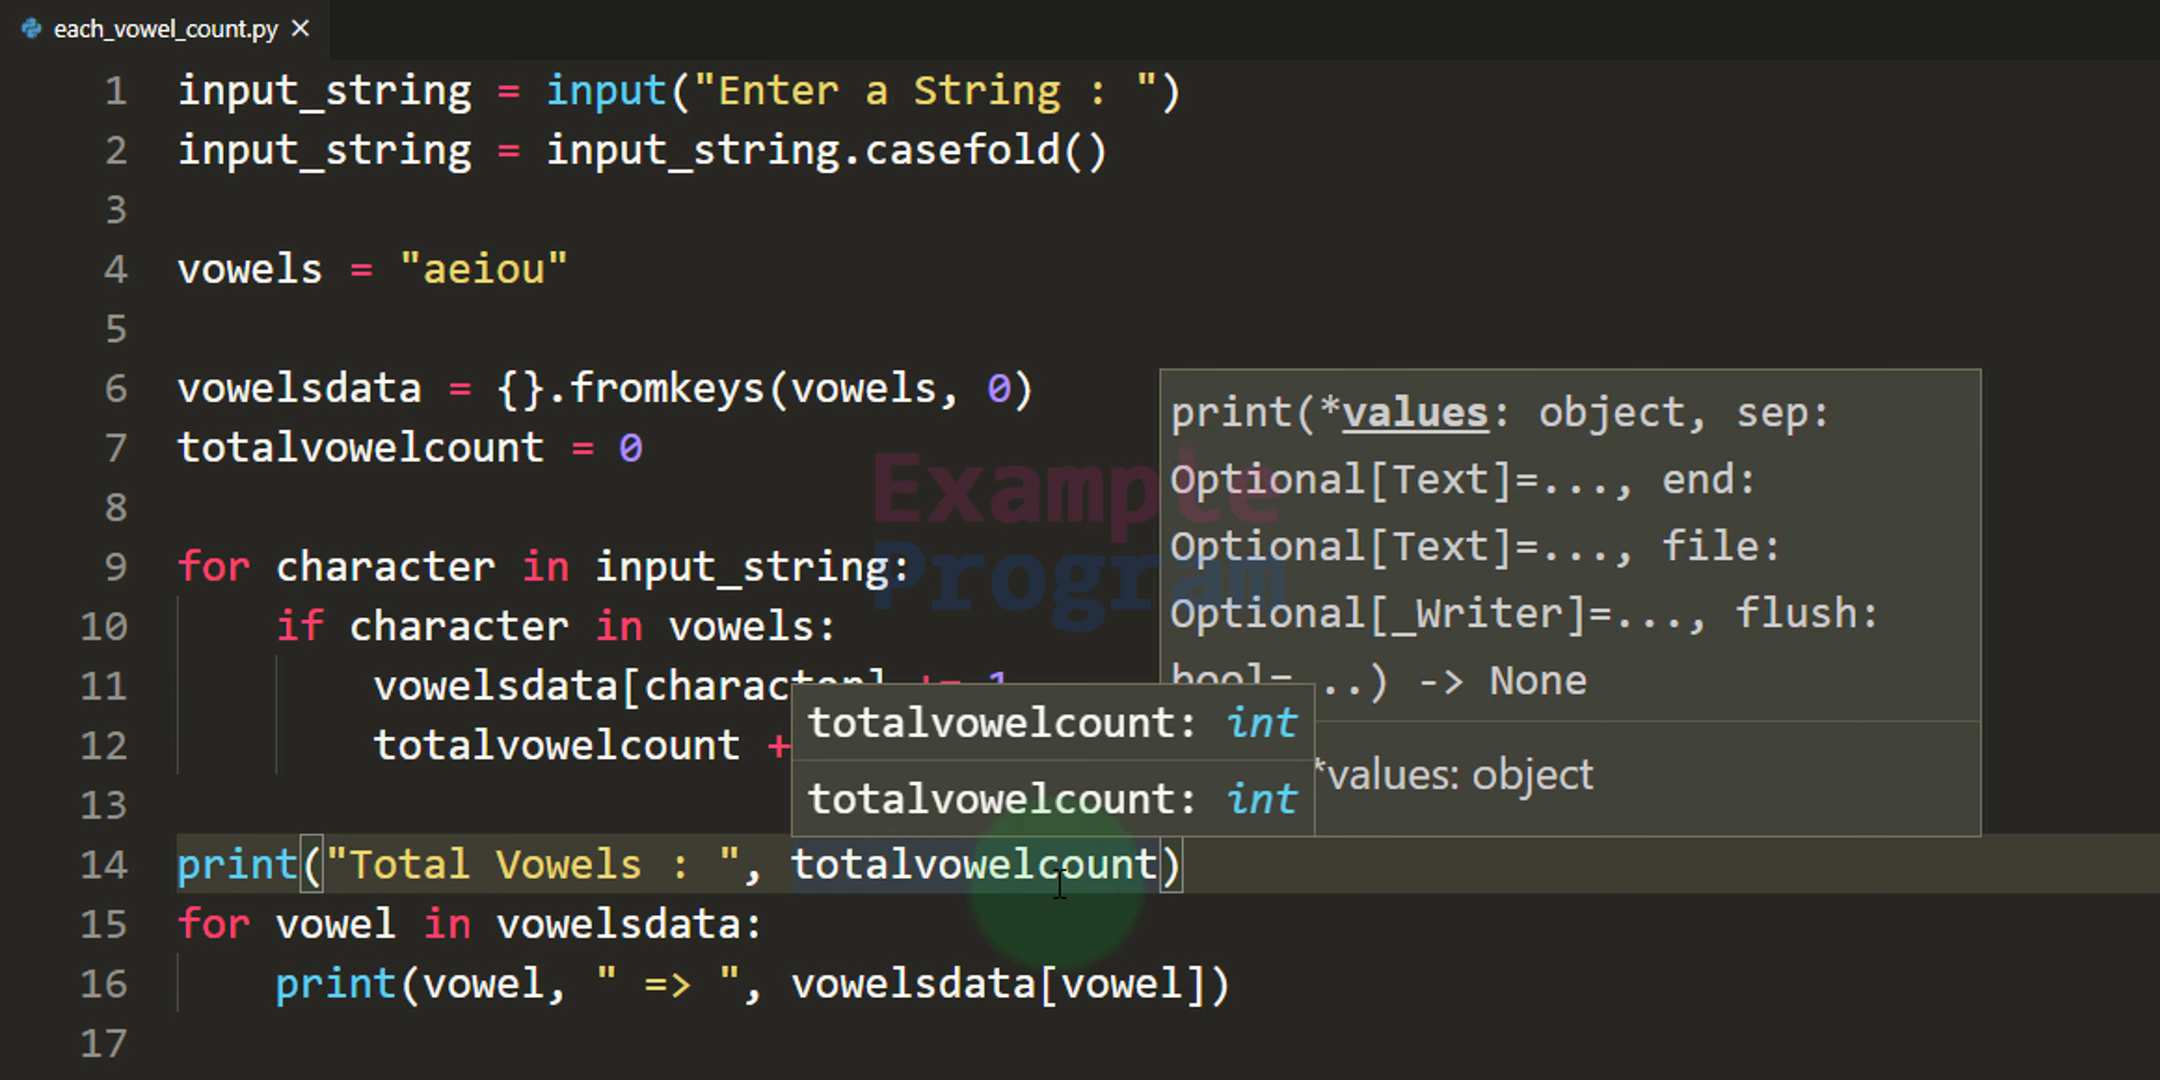 each_vowel_count.py ×
1 input_string = input("Enter a String : ")
2 input_string = input_string.casefold()
3
4 vowels = "aeiou"
5
6 vowelsdata = {}.fromkeys(vowels, 0)
7 totalvowelcount = 0
8
9 for character in input_string:
10 if character in vowels:
11 vowelsdata[character] += 1
12 totalvowelcount +
13
14 print("Total Vowels : ", totalvowelcount)
15 for vowel in vowelsdata:
16 print(vowel, " => ", vowelsdata[vowel])
17
print(*values: object, sep:
Optional[Text]=..., end:
Optional[Text]=..., file:
Optional[_Writer]=..., flush:
bool=...) -> None
*values: object
totalvowelcount: int
totalvowelcount: int
Example
Program